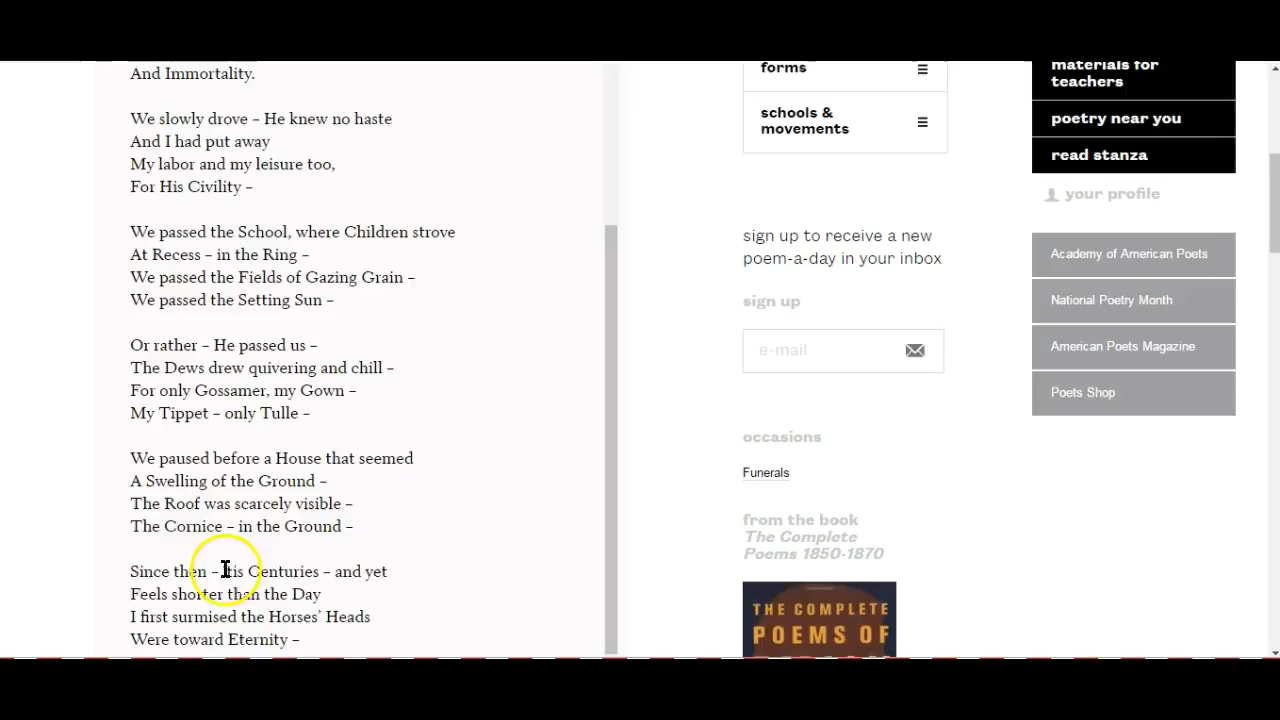 And Immortality.
We slowly drove – He knew no haste
And I had put away
My labor and my leisure too,
For His Civility –
We passed the School, where Children strove
At Recess – in the Ring –
We passed the Fields of Gazing Grain –
We passed the Setting Sun –
Or rather – He passed us –
The Dews drew quivering and chill –
For only Gossamer, my Gown –
My Tippet – only Tulle –
We paused before a House that seemed
A Swelling of the Ground –
The Roof was scarcely visible –
The Cornice – in the Ground –
Since then – 'tis Centuries – and yet
Feels shorter than the Day
I first surmised the Horses’ Heads
Were toward Eternity –
forms
schools &
movements
sign up to receive a new
poem-a-day in your inbox
sign up
e-mail
occasions
Funerals
from the book
The Complete
Poems 1850-1870
THE COMPLETE
POEMS OF
materials for
teachers
poetry near you
read stanza
your profile
Academy of American Poets
National Poetry Month
American Poets Magazine
Poets Shop